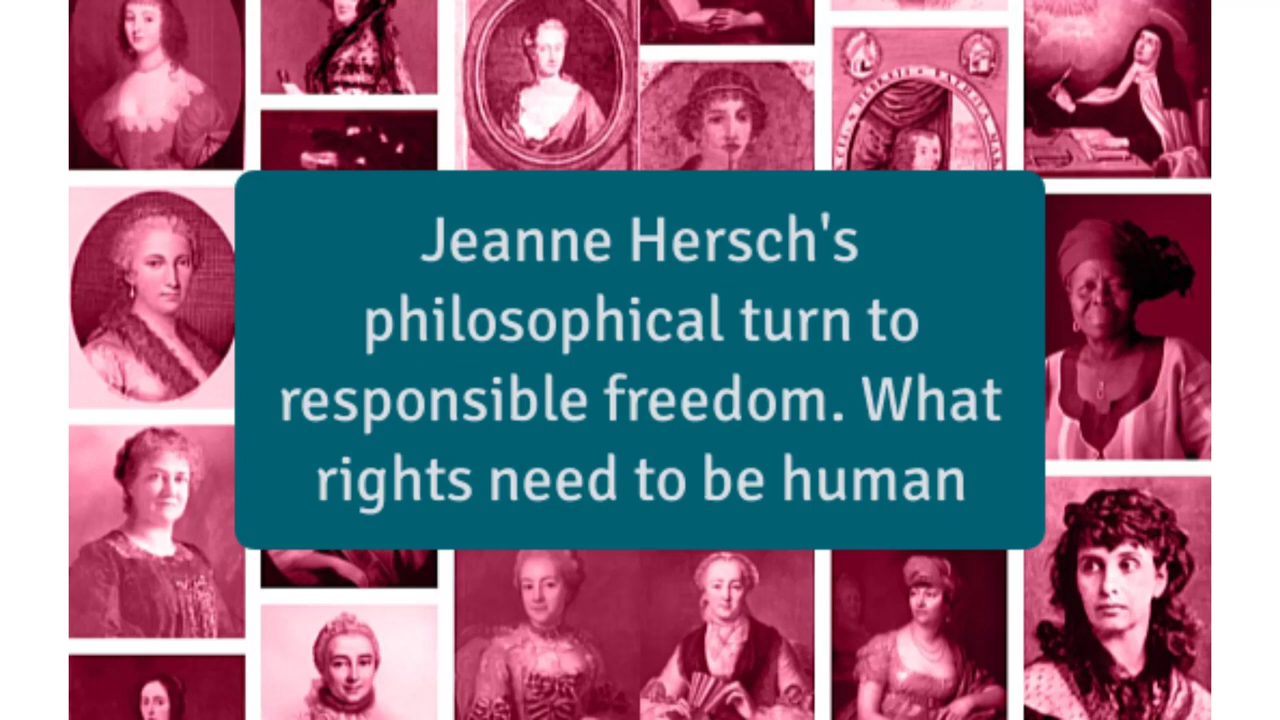 Jeanne Hersch's
philosophical turn to
responsible freedom. What
rights need to be human